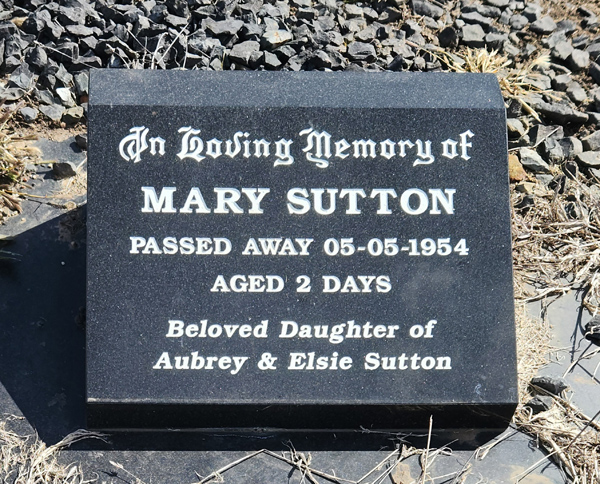 In Loving Memory of
MARY SUTTON
PASSED AWAY 05-05-1954
AGED 2 DAYS
Beloved Daughter of
Aubrey & Elsie Sutton